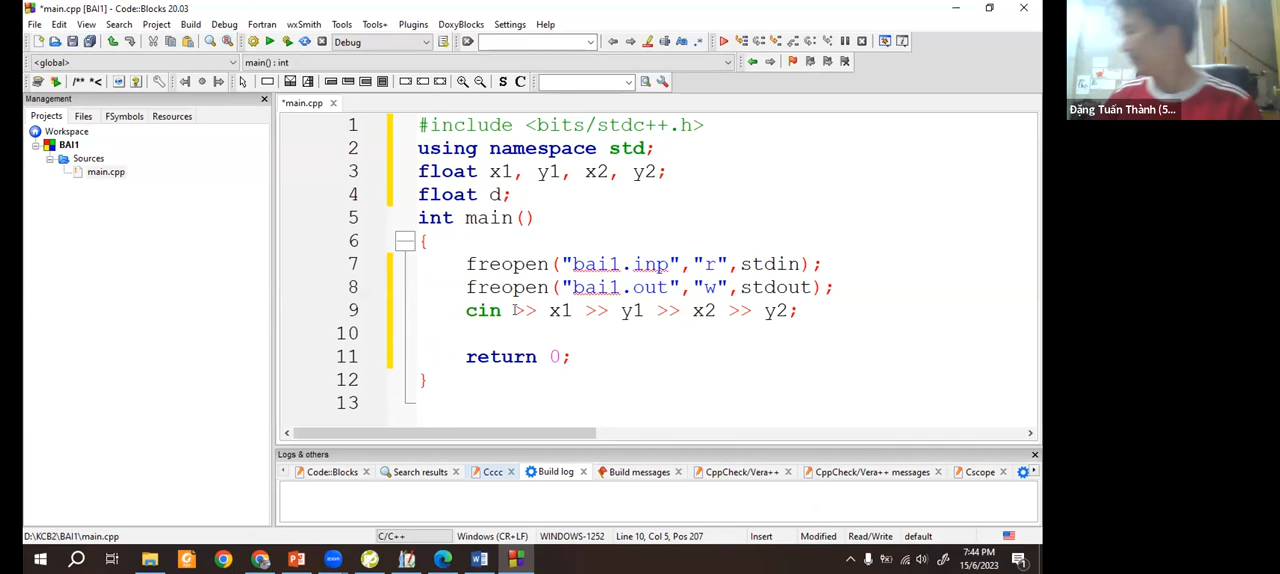 *main.cpp [BAI1] - Code::Blocks 20.03
File Edit View Search Project Build Debug Fortran wxSmith Tools Tools+ Plugins DoxyBlocks Settings Help
Debug
<global> main() : int
/** *< S C
Management
Projects Files FSymbols Resources
Workspace
BAI1
Sources
main.cpp
*main.cpp
1 #include <bits/stdc++.h>
2 using namespace std;
3 float x1, y1, x2, y2;
4 float d;
5 int main()
6 {
7 freopen("bai1.inp","r",stdin);
8 freopen("bai1.out","w",stdout);
9 cin >> x1 >> y1 >> x2 >> y2;
10
11 return 0;
12 }
13
Logs & others
Code::Blocks Search results Cccc Build log Build messages CppCheck/Vera++ CppCheck/Vera++ messages Cscope
D:\KCB2\BAI1\main.cpp C/C++ Windows (CR+LF) WINDOWS-1252 Line 10, Col 5, Pos 207 Insert Modified Read/Write default
7:44 PM
15/6/2023
Đặng Tuấn Thành (5...